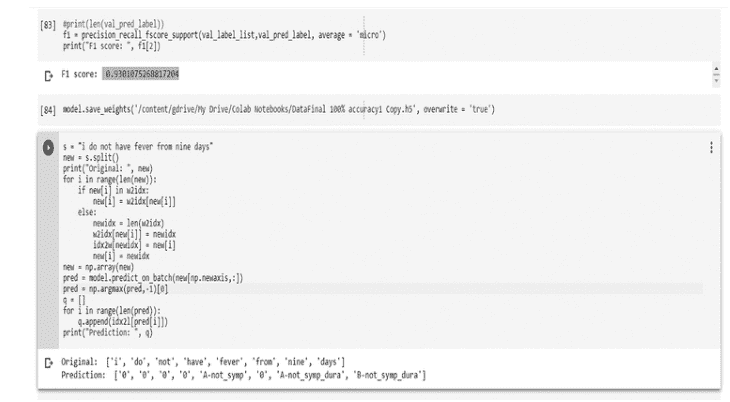 [83] #print(len(val_pred_label))
f1 = precision_recall_fscore_support(val_label_list,val_pred_label, average = 'micro')
print("F1 score: ", f1[2])
F1 score: 0.9301075268817204
[84] model.save_weights('/content/gdrive/My Drive/Colab Notebooks/DataFinal 100% accuracy1 Copy.h5', overwrite = 'true')
s = "i do not have fever from nine days"
new = s.split()
print("Original: ", new)
for i in range(len(new)):
if new[i] in w2idx:
new[i] = w2idx[new[i]]
else:
newidx = len(w2idx)
w2idx[new[i]] = newidx
idx2w[newidx] = new[i]
new[i] = newidx
new = np.array(new)
pred = model.predict_on_batch(new[np.newaxis,:])
pred = np.argmax(pred,-1)[0]
q = []
for i in range(len(pred)):
q.append(idx2l[pred[i]])
print("Prediction: ", q)
Original: ['i', 'do', 'not', 'have', 'fever', 'from', 'nine', 'days']
Prediction: ['0', '0', '0', '0', 'A-not_symp', '0', 'A-not_symp_dura', 'B-not_symp_dura']